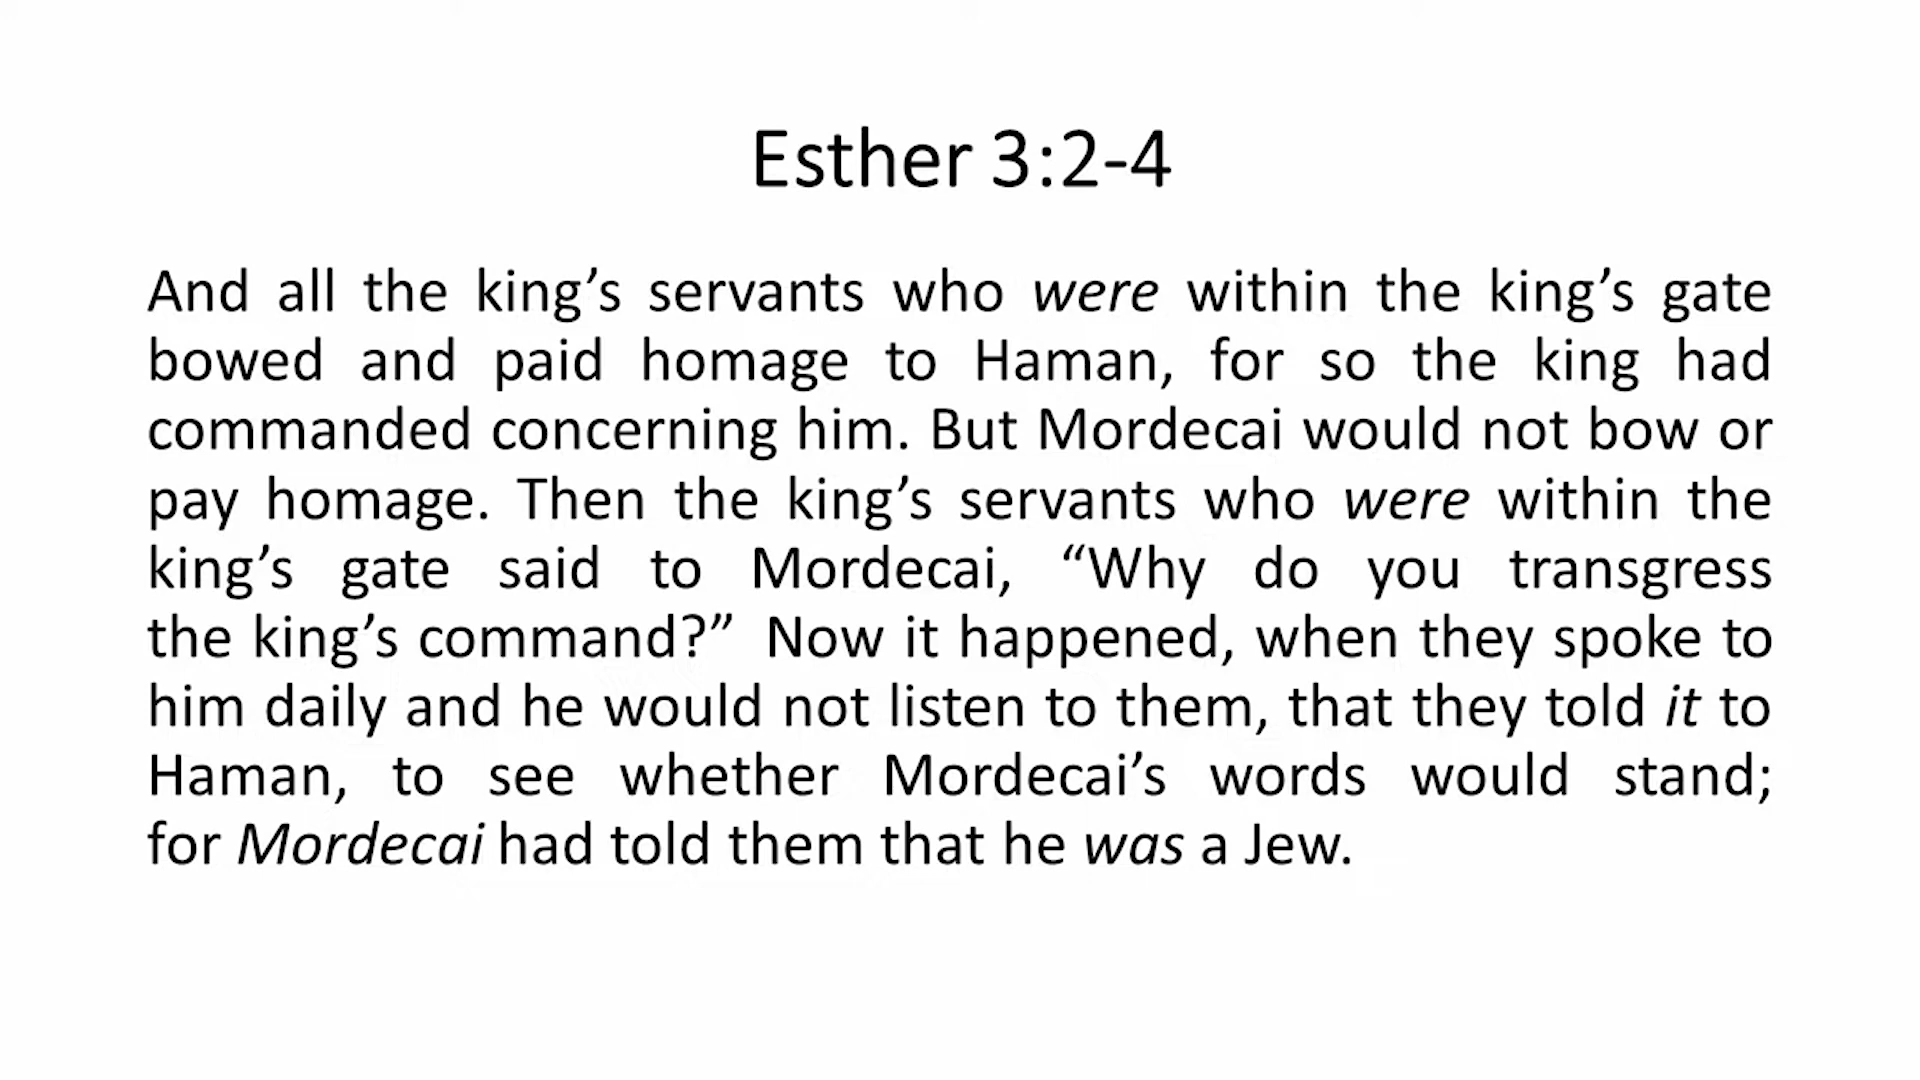 Esther 3:2-4
And all the king’s servants who were within the king’s gate
bowed and paid homage to Haman, for so the king had
commanded concerning him. But Mordecai would not bow or
pay homage. Then the king’s servants who were within the
king’s gate said to Mordecai, “Why do you transgress
the king’s command?” Now it happened, when they spoke to
him daily and he would not listen to them, that they told it to
Haman, to see whether Mordecai’s words would stand;
for Mordecai had told them that he was a Jew.